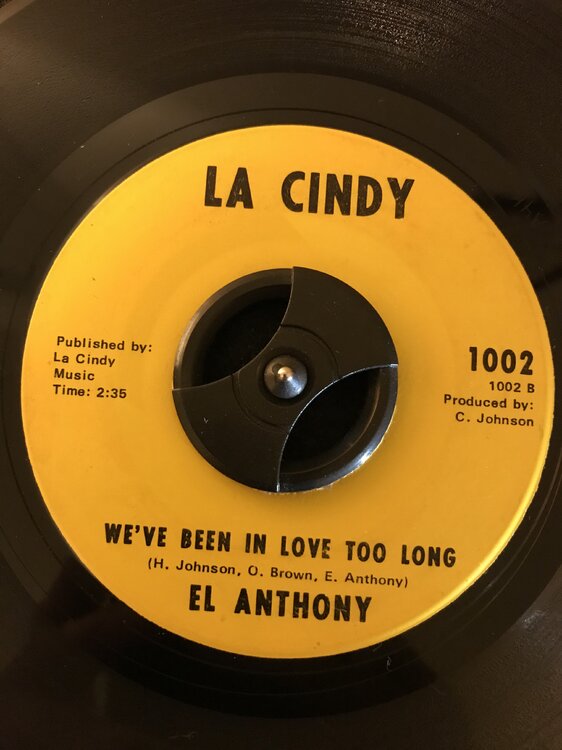 LA CINDY
Published by:
La Cindy
Music
Time: 2:35
1002
1002 B
Produced by:
C. Johnson
WE'VE BEEN IN LOVE TOO LONG
(H. Johnson, O. Brown, E. Anthony)
EL ANTHONY